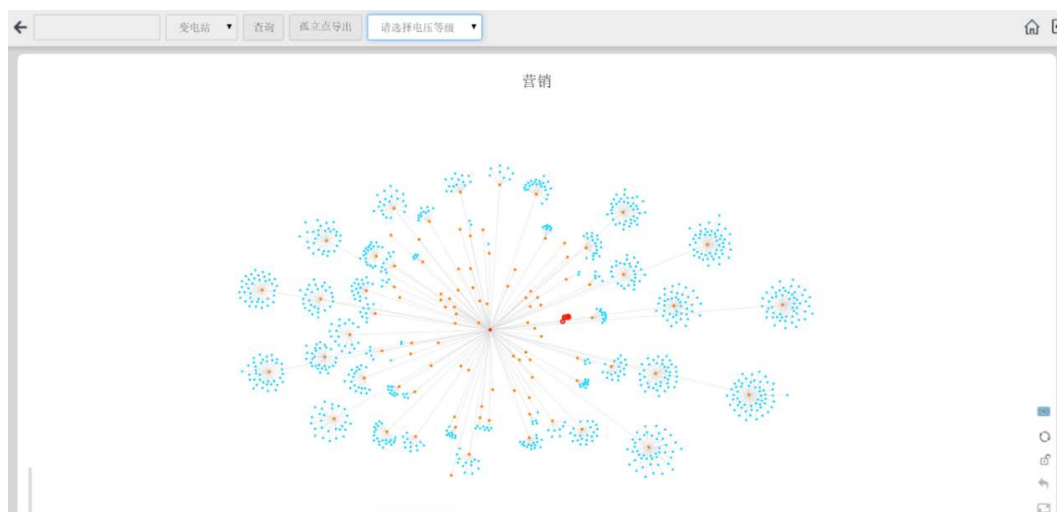 变电站
查询
孤立点导出
请选择电压等级
营销